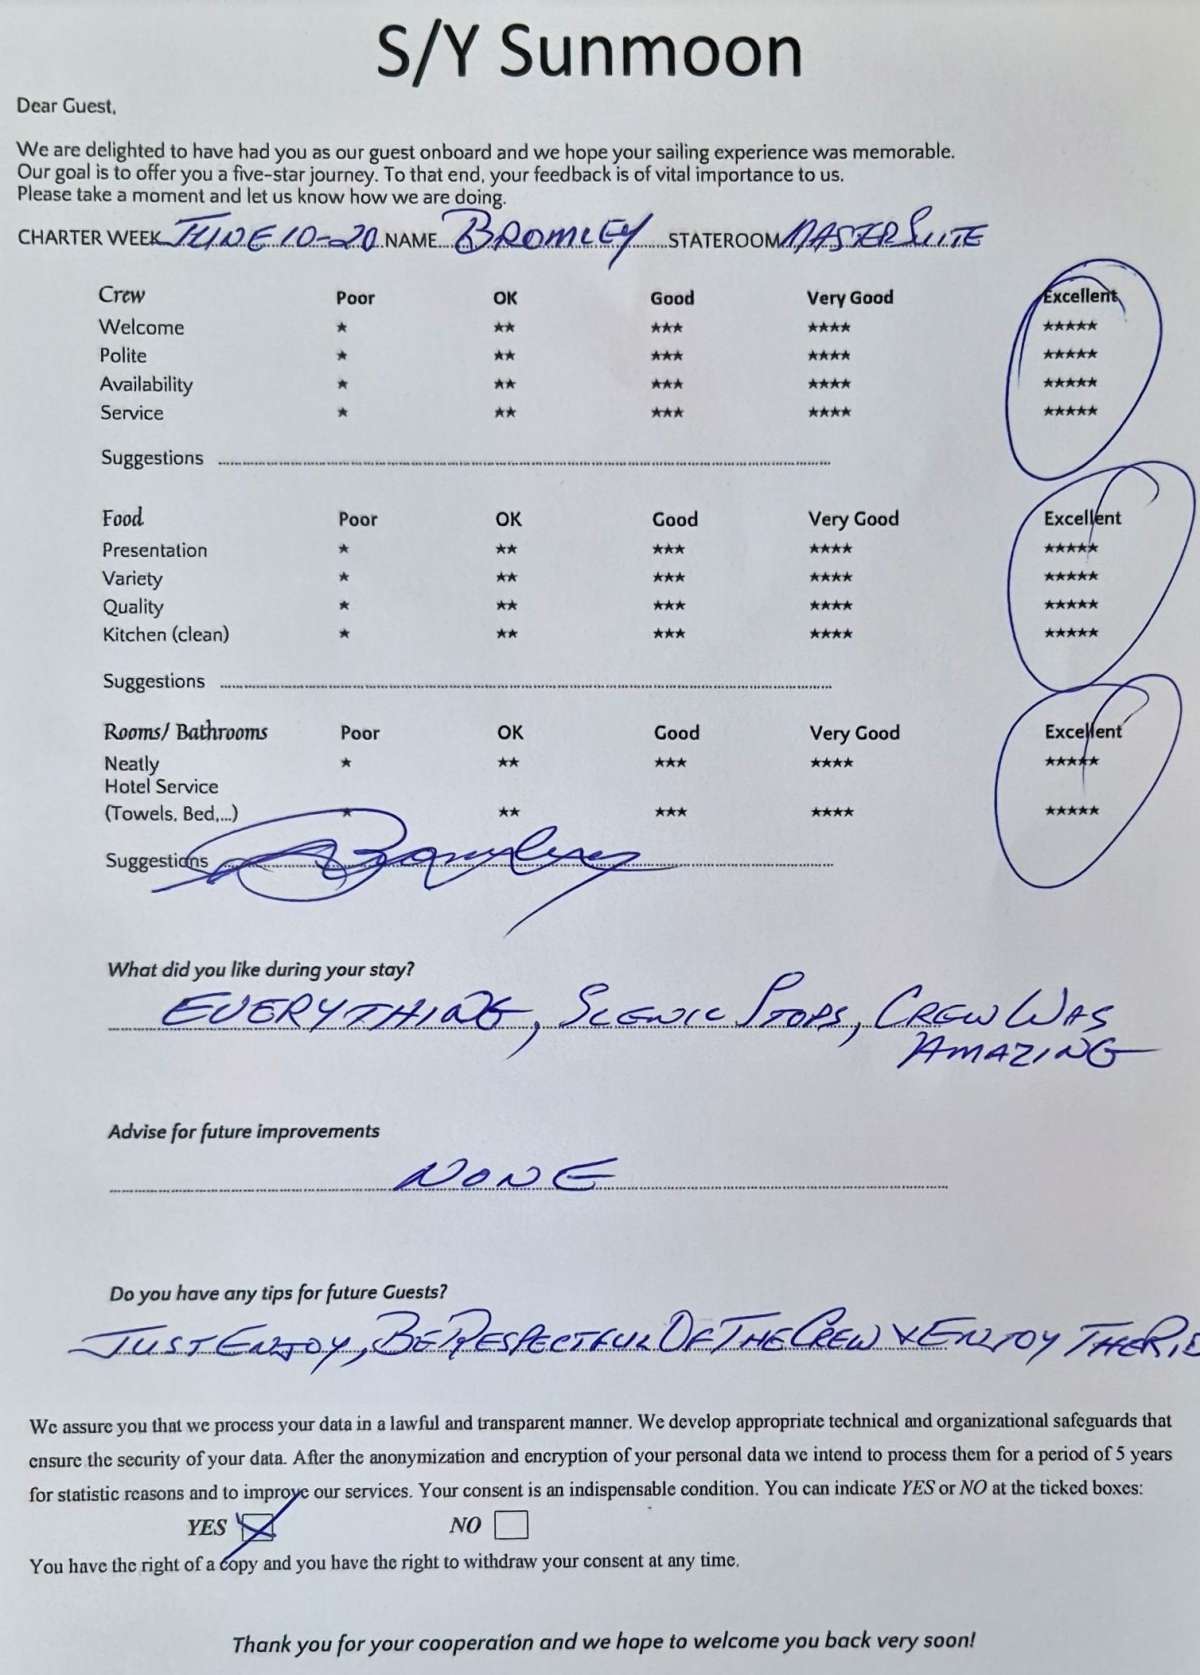 S/Y Sunmoon
Dear Guest,
We are delighted to have had you as our guest onboard and we hope your sailing experience was memorable.
Our goal is to offer you a five-star journey. To that end, your feedback is of vital importance to us.
Please take a moment and let us know how we are doing.
CHARTER WEEK JUNE 10-20 NAME BROMLEY STATEROOM MASTER SUITE
Crew Poor OK Good Very Good Excellent
Welcome ★ ★★ ★★★ ★★★★ ★★★★★
Polite ★ ★★ ★★★ ★★★★ ★★★★★
Availability ★ ★★ ★★★ ★★★★ ★★★★★
Service ★ ★★ ★★★ ★★★★ ★★★★★
Suggestions
Food Poor OK Good Very Good Excellent
Presentation ★ ★★ ★★★ ★★★★ ★★★★★
Variety ★ ★★ ★★★ ★★★★ ★★★★★
Quality ★ ★★ ★★★ ★★★★ ★★★★★
Kitchen (clean) ★ ★★ ★★★ ★★★★ ★★★★★
Suggestions
Rooms/ Bathrooms Poor OK Good Very Good Excellent
Neatly ★ ★★ ★★★ ★★★★ ★★★★★
Hotel Service
(Towels, Bed,...) ★ ★★ ★★★ ★★★★ ★★★★★
Suggestions
What did you like during your stay?
EVERYTHING, SCENIC STOPS, CREW WAS
AMAZING
Advise for future improvements
NONE
Do you have any tips for future Guests?
JUST ENJOY, BE RESPECTFUL OF THE CREW & ENJOY THE RID
We assure you that we process your data in a lawful and transparent manner. We develop appropriate technical and organizational safeguards that
ensure the security of your data. After the anonymization and encryption of your personal data we intend to process them for a period of 5 years
for statistic reasons and to improve our services. Your consent is an indispensable condition. You can indicate YES or NO at the ticked boxes:
YES NO
You have the right of a copy and you have the right to withdraw your consent at any time.
Thank you for your cooperation and we hope to welcome you back very soon!